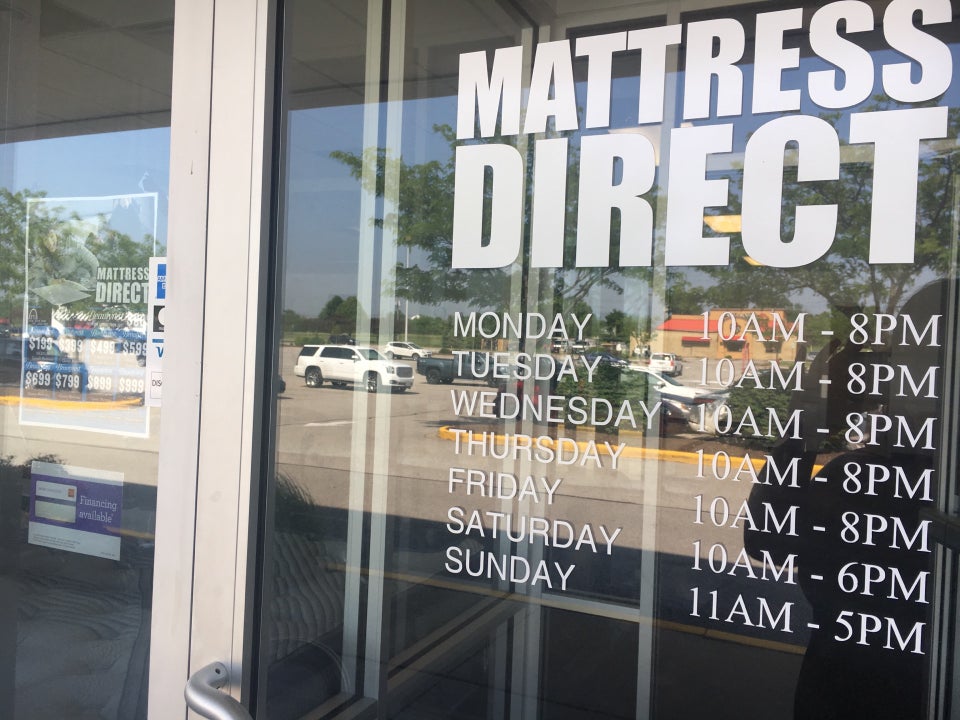 MATTRESS
DIRECT
MONDAY 10AM - 8PM
TUESDAY 10AM - 8PM
WEDNESDAY 10AM - 8PM
THURSDAY 10AM - 8PM
FRIDAY 10AM - 8PM
SATURDAY 10AM - 6PM
SUNDAY 11AM - 5PM
MATTRESS
DIRECT
$199 $399 $499 $599
$699 $799 $899 $999
Financing
available